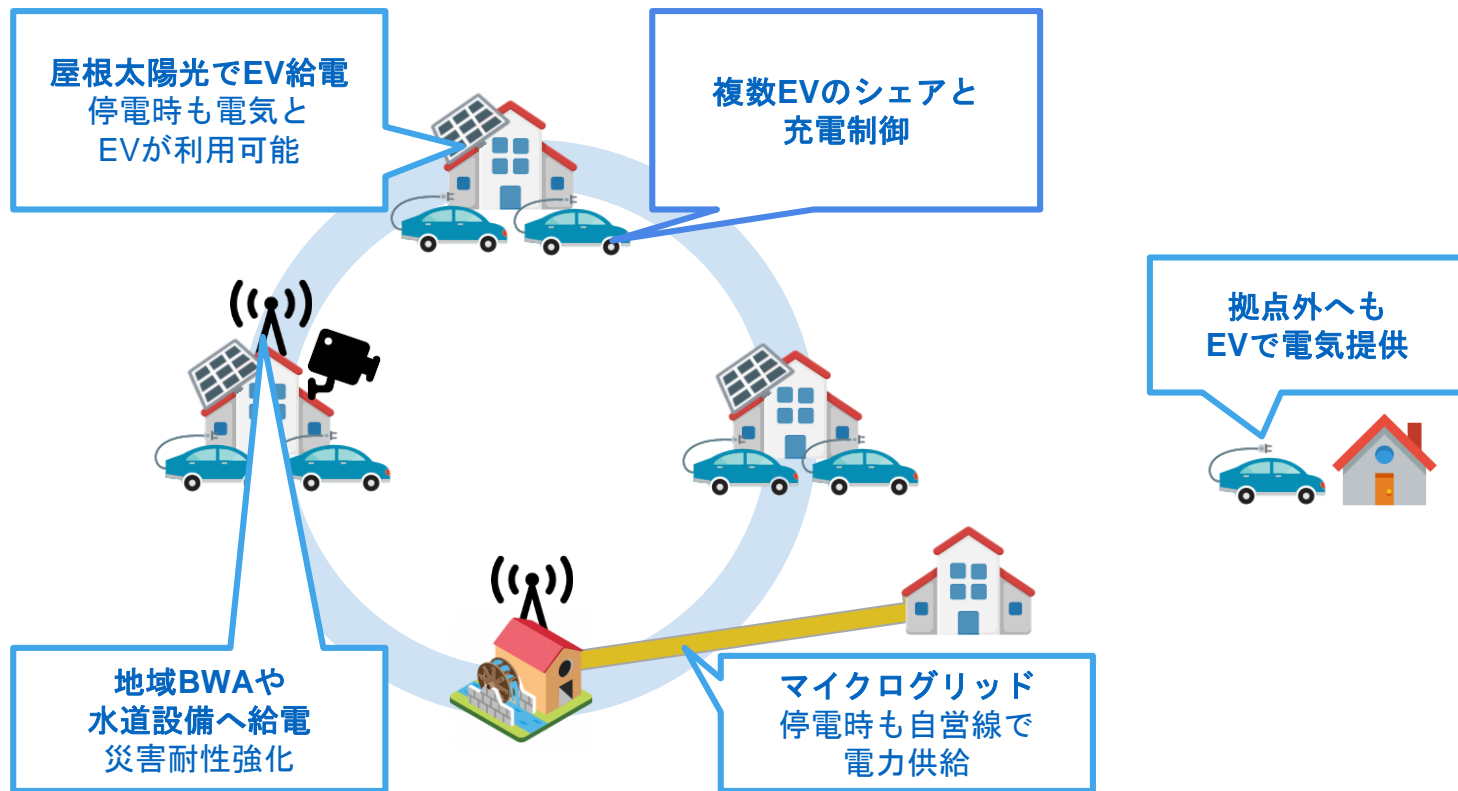 屋根太陽光でEV給電
停電時も電気と
EVが利用可能
複数EVのシェアと
充電制御
拠点外へも
EVで電気提供
地域BWAや
水道設備へ給電
災害耐性強化
マイクログリッド
停電時も自営線で
電力供給